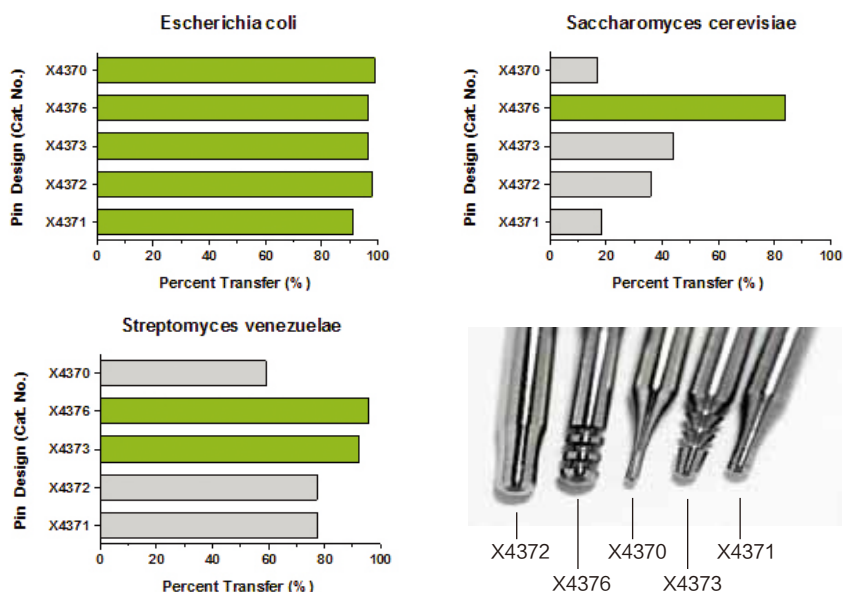 Escherichia coli
Pin Design (Cat. No.)
X4370
X4376
X4373
X4372
X4371
0 20 40 60 80 100
Percent Transfer (%)
Saccharomyces cerevisiae
Pin Design (Cat. No.)
X4370
X4376
X4373
X4372
X4371
0 20 40 60 80 100
Percent Transfer (%)
Streptomyces venezuelae
Pin Design (Cat. No.)
X4370
X4376
X4373
X4372
X4371
0 20 40 60 80 100
Percent Transfer (%)
X4372 X4370 X4371
X4376 X4373